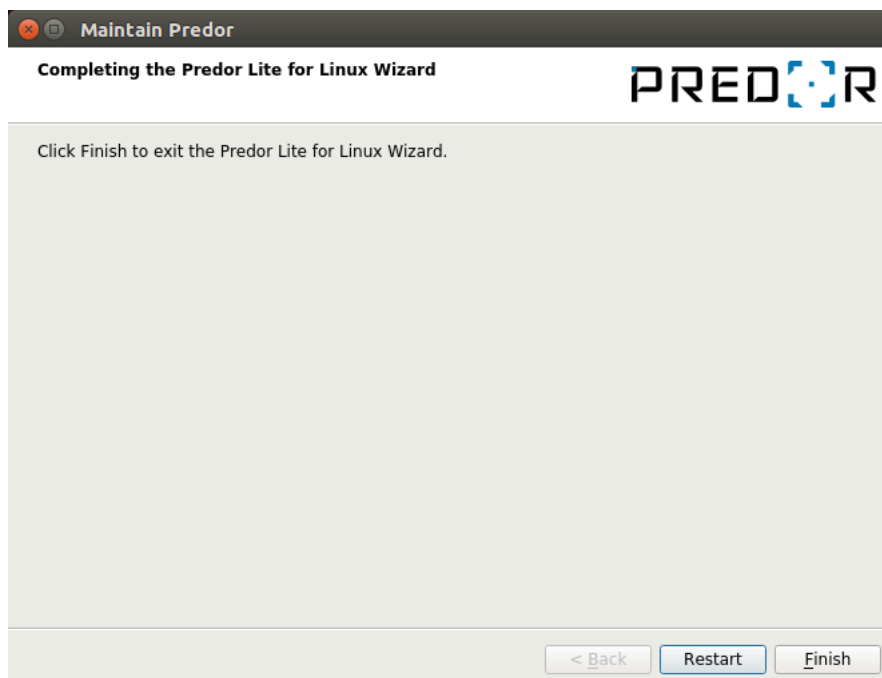 Maintain Predor
Completing the Predor Lite for Linux Wizard
PREDOR
Click Finish to exit the Predor Lite for Linux Wizard.
< Back
Restart
Finish